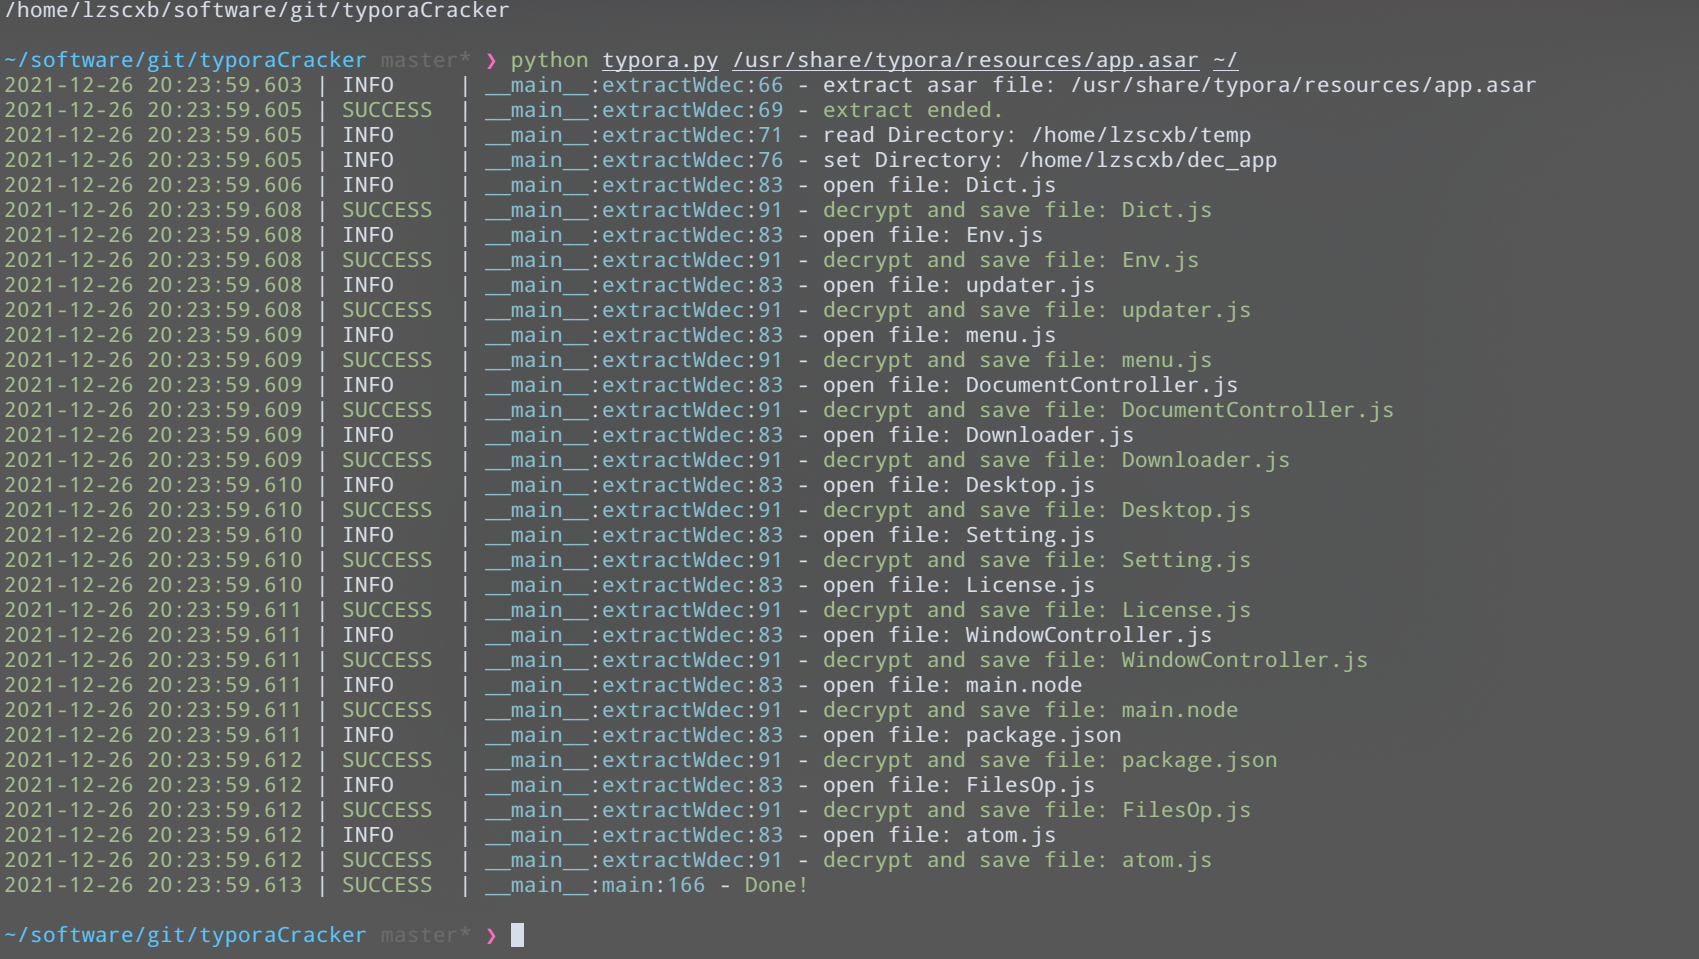 /home/lzscxb/software/git/typoraCracker
~/software/git/typoraCracker master* ❯ python typora.py /usr/share/typora/resources/app.asar ~/
2021-12-26 20:23:59.603 | INFO     | __main__:extractWdec:66 - extract asar file: /usr/share/typora/resources/app.asar
2021-12-26 20:23:59.605 | SUCCESS  | __main__:extractWdec:69 - extract ended.
2021-12-26 20:23:59.605 | INFO     | __main__:extractWdec:71 - read Directory: /home/lzscxb/temp
2021-12-26 20:23:59.605 | INFO     | __main__:extractWdec:76 - set Directory: /home/lzscxb/dec_app
2021-12-26 20:23:59.606 | INFO     | __main__:extractWdec:83 - open file: Dict.js
2021-12-26 20:23:59.608 | SUCCESS  | __main__:extractWdec:91 - decrypt and save file: Dict.js
2021-12-26 20:23:59.608 | INFO     | __main__:extractWdec:83 - open file: Env.js
2021-12-26 20:23:59.608 | SUCCESS  | __main__:extractWdec:91 - decrypt and save file: Env.js
2021-12-26 20:23:59.608 | INFO     | __main__:extractWdec:83 - open file: updater.js
2021-12-26 20:23:59.608 | SUCCESS  | __main__:extractWdec:91 - decrypt and save file: updater.js
2021-12-26 20:23:59.609 | INFO     | __main__:extractWdec:83 - open file: menu.js
2021-12-26 20:23:59.609 | SUCCESS  | __main__:extractWdec:91 - decrypt and save file: menu.js
2021-12-26 20:23:59.609 | INFO     | __main__:extractWdec:83 - open file: DocumentController.js
2021-12-26 20:23:59.609 | SUCCESS  | __main__:extractWdec:91 - decrypt and save file: DocumentController.js
2021-12-26 20:23:59.609 | INFO     | __main__:extractWdec:83 - open file: Downloader.js
2021-12-26 20:23:59.609 | SUCCESS  | __main__:extractWdec:91 - decrypt and save file: Downloader.js
2021-12-26 20:23:59.610 | INFO     | __main__:extractWdec:83 - open file: Desktop.js
2021-12-26 20:23:59.610 | SUCCESS  | __main__:extractWdec:91 - decrypt and save file: Desktop.js
2021-12-26 20:23:59.610 | INFO     | __main__:extractWdec:83 - open file: Setting.js
2021-12-26 20:23:59.610 | SUCCESS  | __main__:extractWdec:91 - decrypt and save file: Setting.js
2021-12-26 20:23:59.610 | INFO     | __main__:extractWdec:83 - open file: License.js
2021-12-26 20:23:59.611 | SUCCESS  | __main__:extractWdec:91 - decrypt and save file: License.js
2021-12-26 20:23:59.611 | INFO     | __main__:extractWdec:83 - open file: WindowController.js
2021-12-26 20:23:59.611 | SUCCESS  | __main__:extractWdec:91 - decrypt and save file: WindowController.js
2021-12-26 20:23:59.611 | INFO     | __main__:extractWdec:83 - open file: main.node
2021-12-26 20:23:59.611 | SUCCESS  | __main__:extractWdec:91 - decrypt and save file: main.node
2021-12-26 20:23:59.611 | INFO     | __main__:extractWdec:83 - open file: package.json
2021-12-26 20:23:59.612 | SUCCESS  | __main__:extractWdec:91 - decrypt and save file: package.json
2021-12-26 20:23:59.612 | INFO     | __main__:extractWdec:83 - open file: FilesOp.js
2021-12-26 20:23:59.612 | SUCCESS  | __main__:extractWdec:91 - decrypt and save file: FilesOp.js
2021-12-26 20:23:59.612 | INFO     | __main__:extractWdec:83 - open file: atom.js
2021-12-26 20:23:59.612 | SUCCESS  | __main__:extractWdec:91 - decrypt and save file: atom.js
2021-12-26 20:23:59.613 | SUCCESS  | __main__:main:166 - Done!
~/software/git/typoraCracker master* ❯